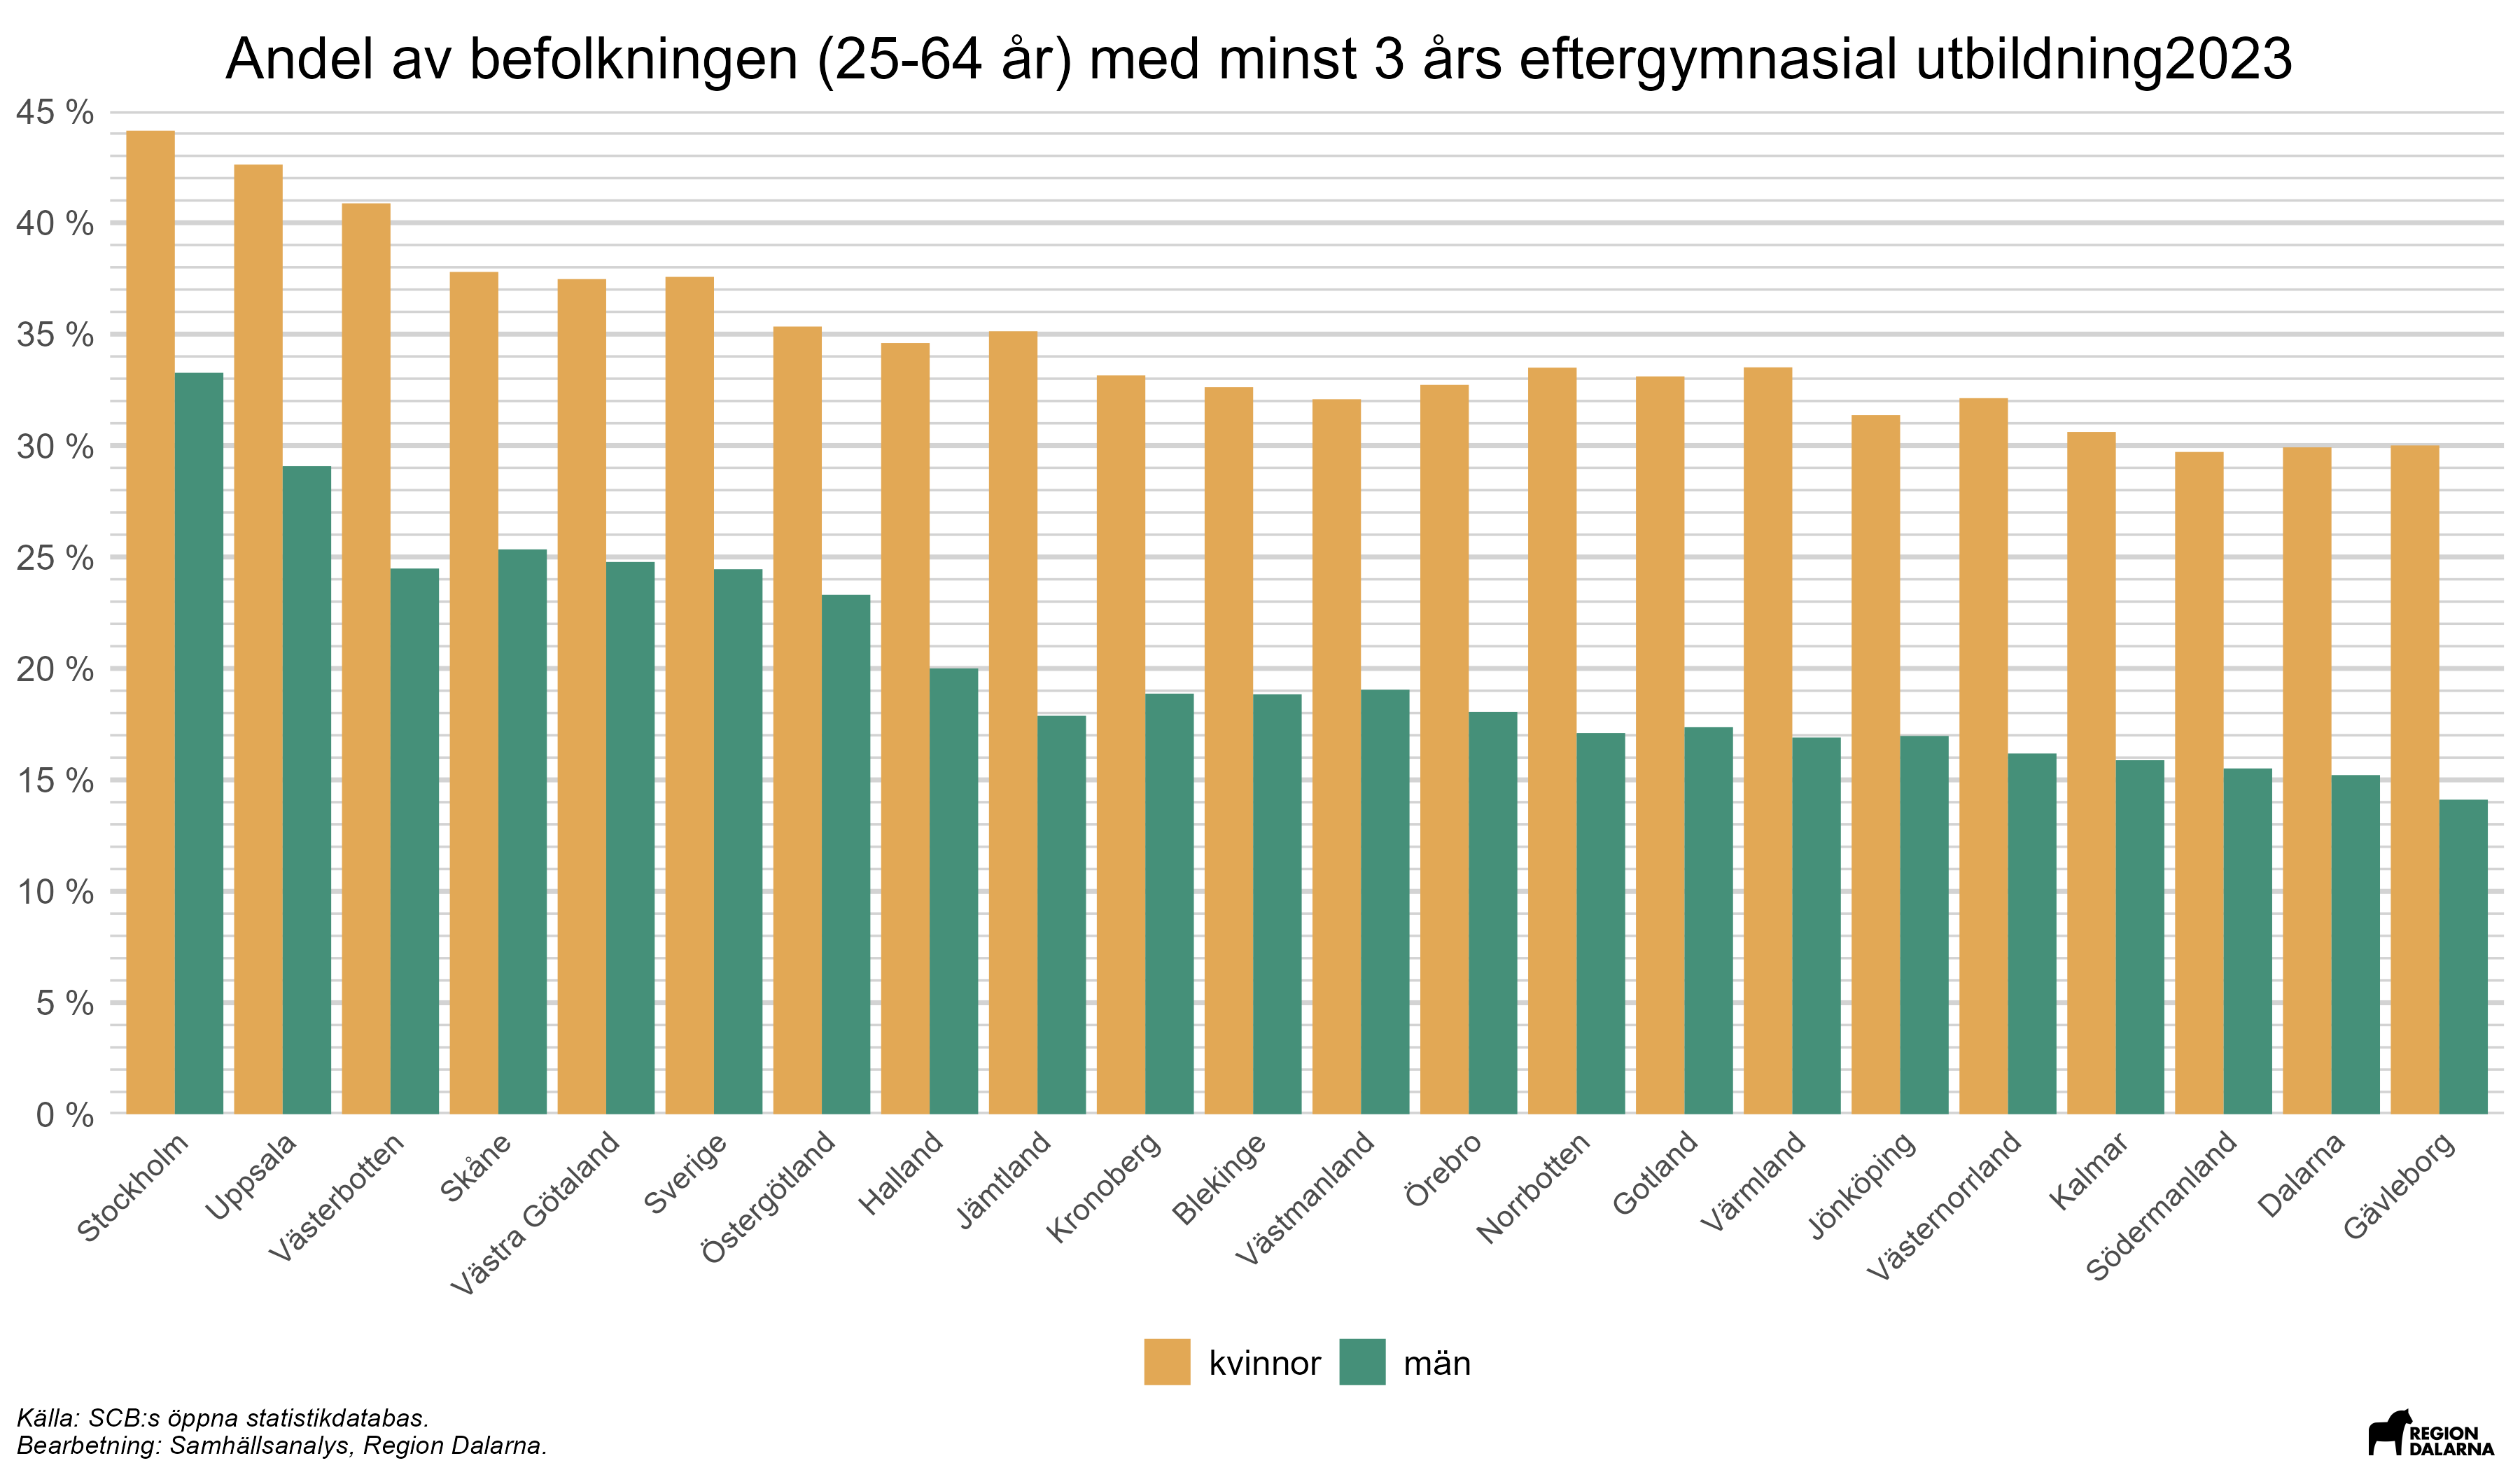 Andel av befolkningen (25-64 år) med minst 3 års eftergymnasial utbildning2023
45 %
40 %
35 %
30 %
25 %
20 %
15 %
10 %
5 %
0 %
Stockholm
Uppsala
Västerbotten
Skåne
Västra Götaland
Sverige
Östergötland
Halland
Jämtland
Kronoberg
Blekinge
Västmanland
Örebro
Norrbotten
Gotland
Värmland
Jönköping
Västernorrland
Kalmar
Södermanland
Dalarna
Gävleborg
kvinnor
män
Källa: SCB:s öppna statistikdatabas.
Bearbetning: Samhällsanalys, Region Dalarna.
REGION
DALARNA